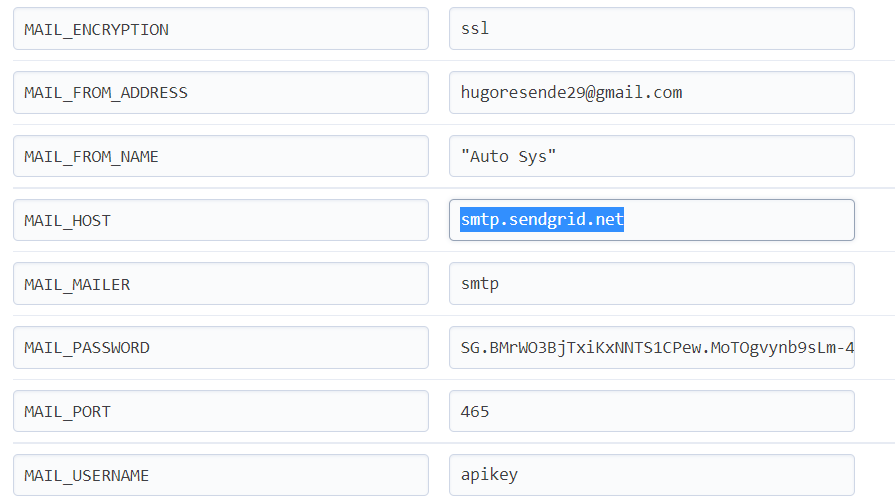 MAIL_ENCRYPTION ssl
MAIL_FROM_ADDRESS hugoresende29@gmail.com
MAIL_FROM_NAME "Auto Sys"
MAIL_HOST smtp.sendgrid.net
MAIL_MAILER smtp
MAIL_PASSWORD SG.BMrWO3BjTxiKxNNTS1CPew.MoTOgvynb9sLm-4
MAIL_PORT 465
MAIL_USERNAME apikey